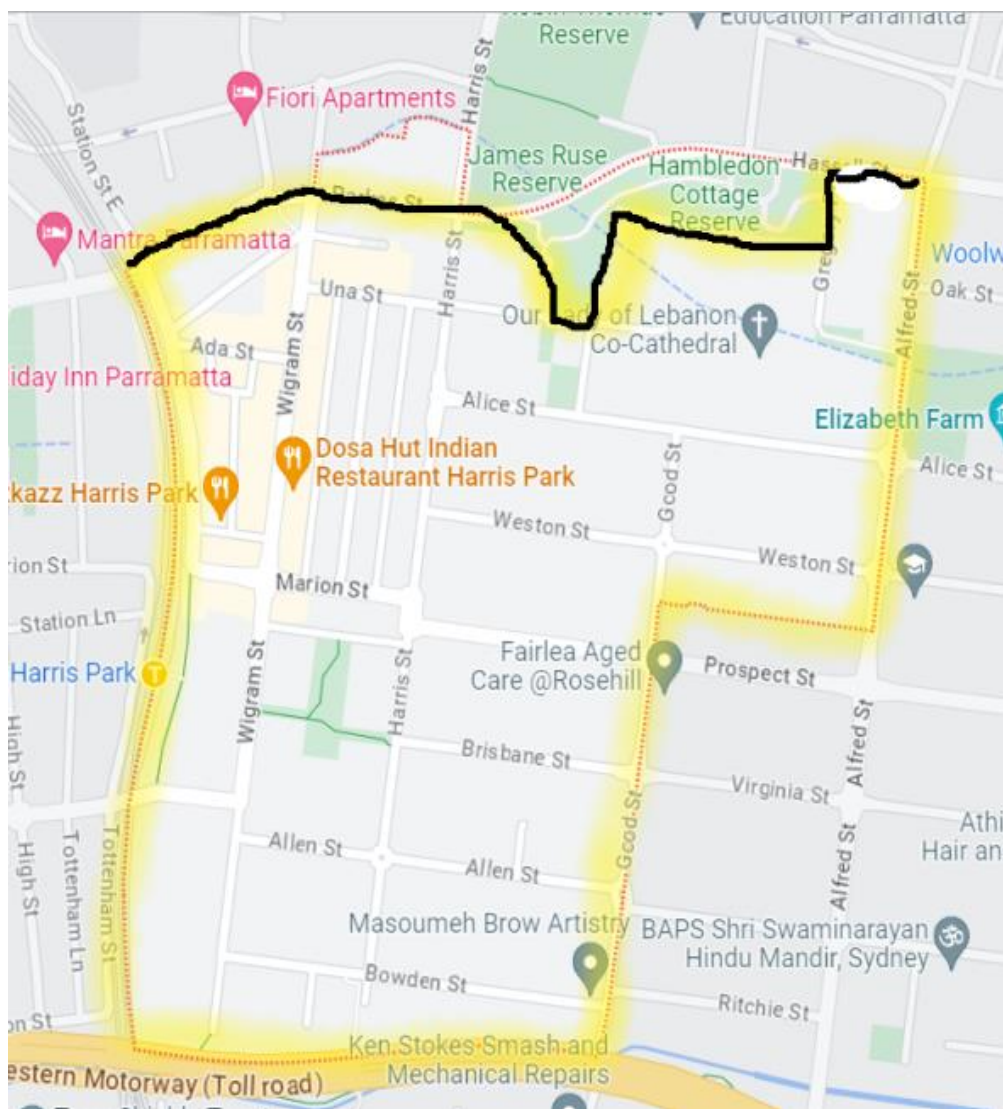 Education Parramatta
Reserve
Harris St
Fiori Apartments
Station St E
James Ruse
Reserve
Hambledon
Cottage
Reserve
Mantra Parramatta
Harris St
Woolw
Una St
Oak St
Our Lady of Lebanon
Co-Cathedral
Alfred St
Wigram St
Ada St
iday Inn Parramatta
Alice St
Elizabeth Farm
Alice St
Dosa Hut Indian
Restaurant Harris Park
kazz Harris Park
Good St
Weston St
Weston St
rion St
Marion St
Station Ln
Harris Park
Fairlea Aged
Care @Rosehill
Prospect St
Wigram St
Harris St
High St
Brisbane St
Alfred St
Virginia St
Good St
Tottenham St
Tottenham Ln
High St
Allen St
Allen St
Alfred St
Athi
Hair an
Masoumeh Brow Artistry
BAPS Shri Swaminarayan
Hindu Mandir, Sydney
Bowden St
Ritchie St
on St
Ken Stokes Smash and
Mechanical Repairs
estern Motorway (Toll road)